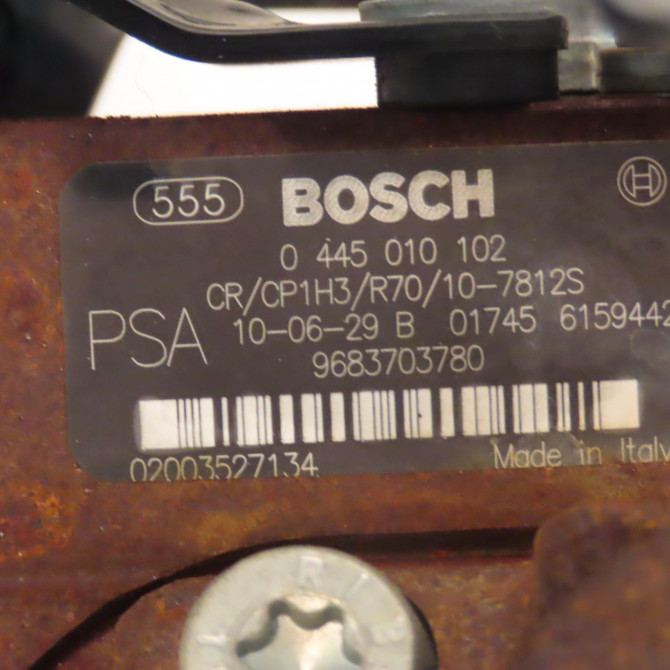 555 BOSCH
0 445 010 102
CR/CP1H3/R70/10-7812S
PSA 10-06-29 B 01745 6159442
9683703780
02003527134 Made in Italy